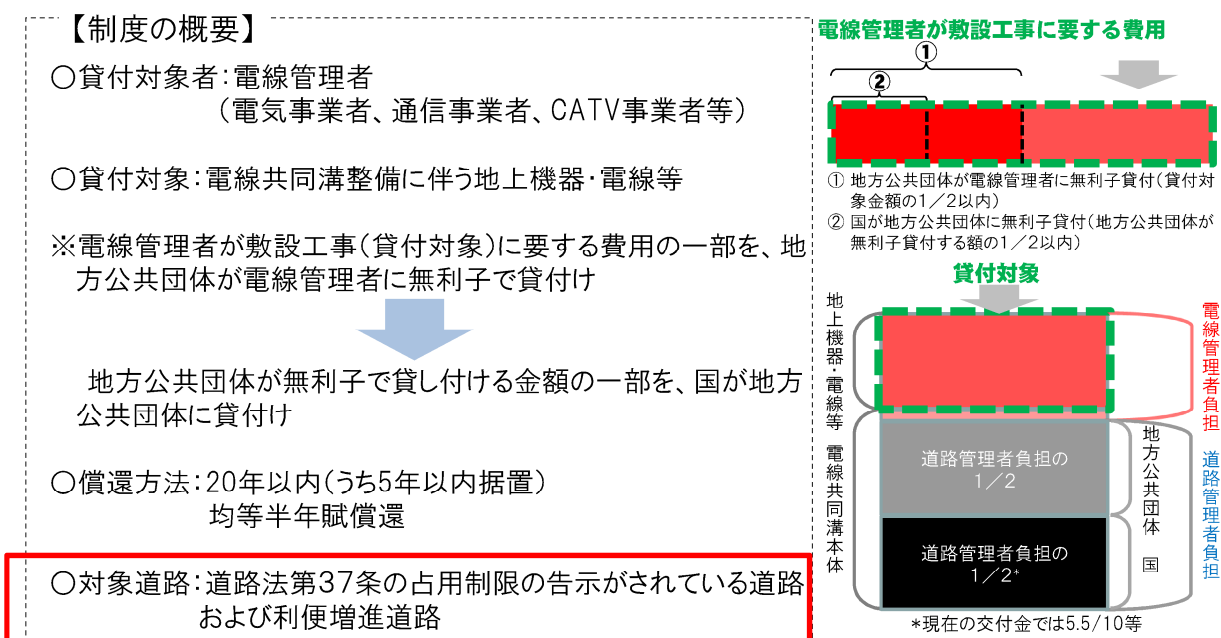 【制度の概要】
○貸付対象者：電線管理者
（電気事業者、通信事業者、CATV事業者等）
○貸付対象：電線共同溝整備に伴う地上機器・電線等
※電線管理者が敷設工事（貸付対象）に要する費用の一部を、地
方公共団体が電線管理者に無利子で貸付け
地方公共団体が無利子で貸し付ける金額の一部を、国が地方
公共団体に貸付け
○償還方法：20年以内（うち5年以内据置）
均等半年賦償還
○対象道路：道路法第37条の占用制限の告示がされている道路
および利便増進道路
電線管理者が敷設工事に要する費用
①
②
① 地方公共団体が電線管理者に無利子貸付（貸付対
象金額の1／2以内）
② 国が地方公共団体に無利子貸付（地方公共団体が
無利子貸付する額の1／2以内）
貸付対象
地上機器・電線等
電線共同溝本体
道路管理者負担の
1／2
道路管理者負担の
1／2*
地方公共団体
国
電線管理者負担
道路管理者負担
*現在の交付金では5.5/10等